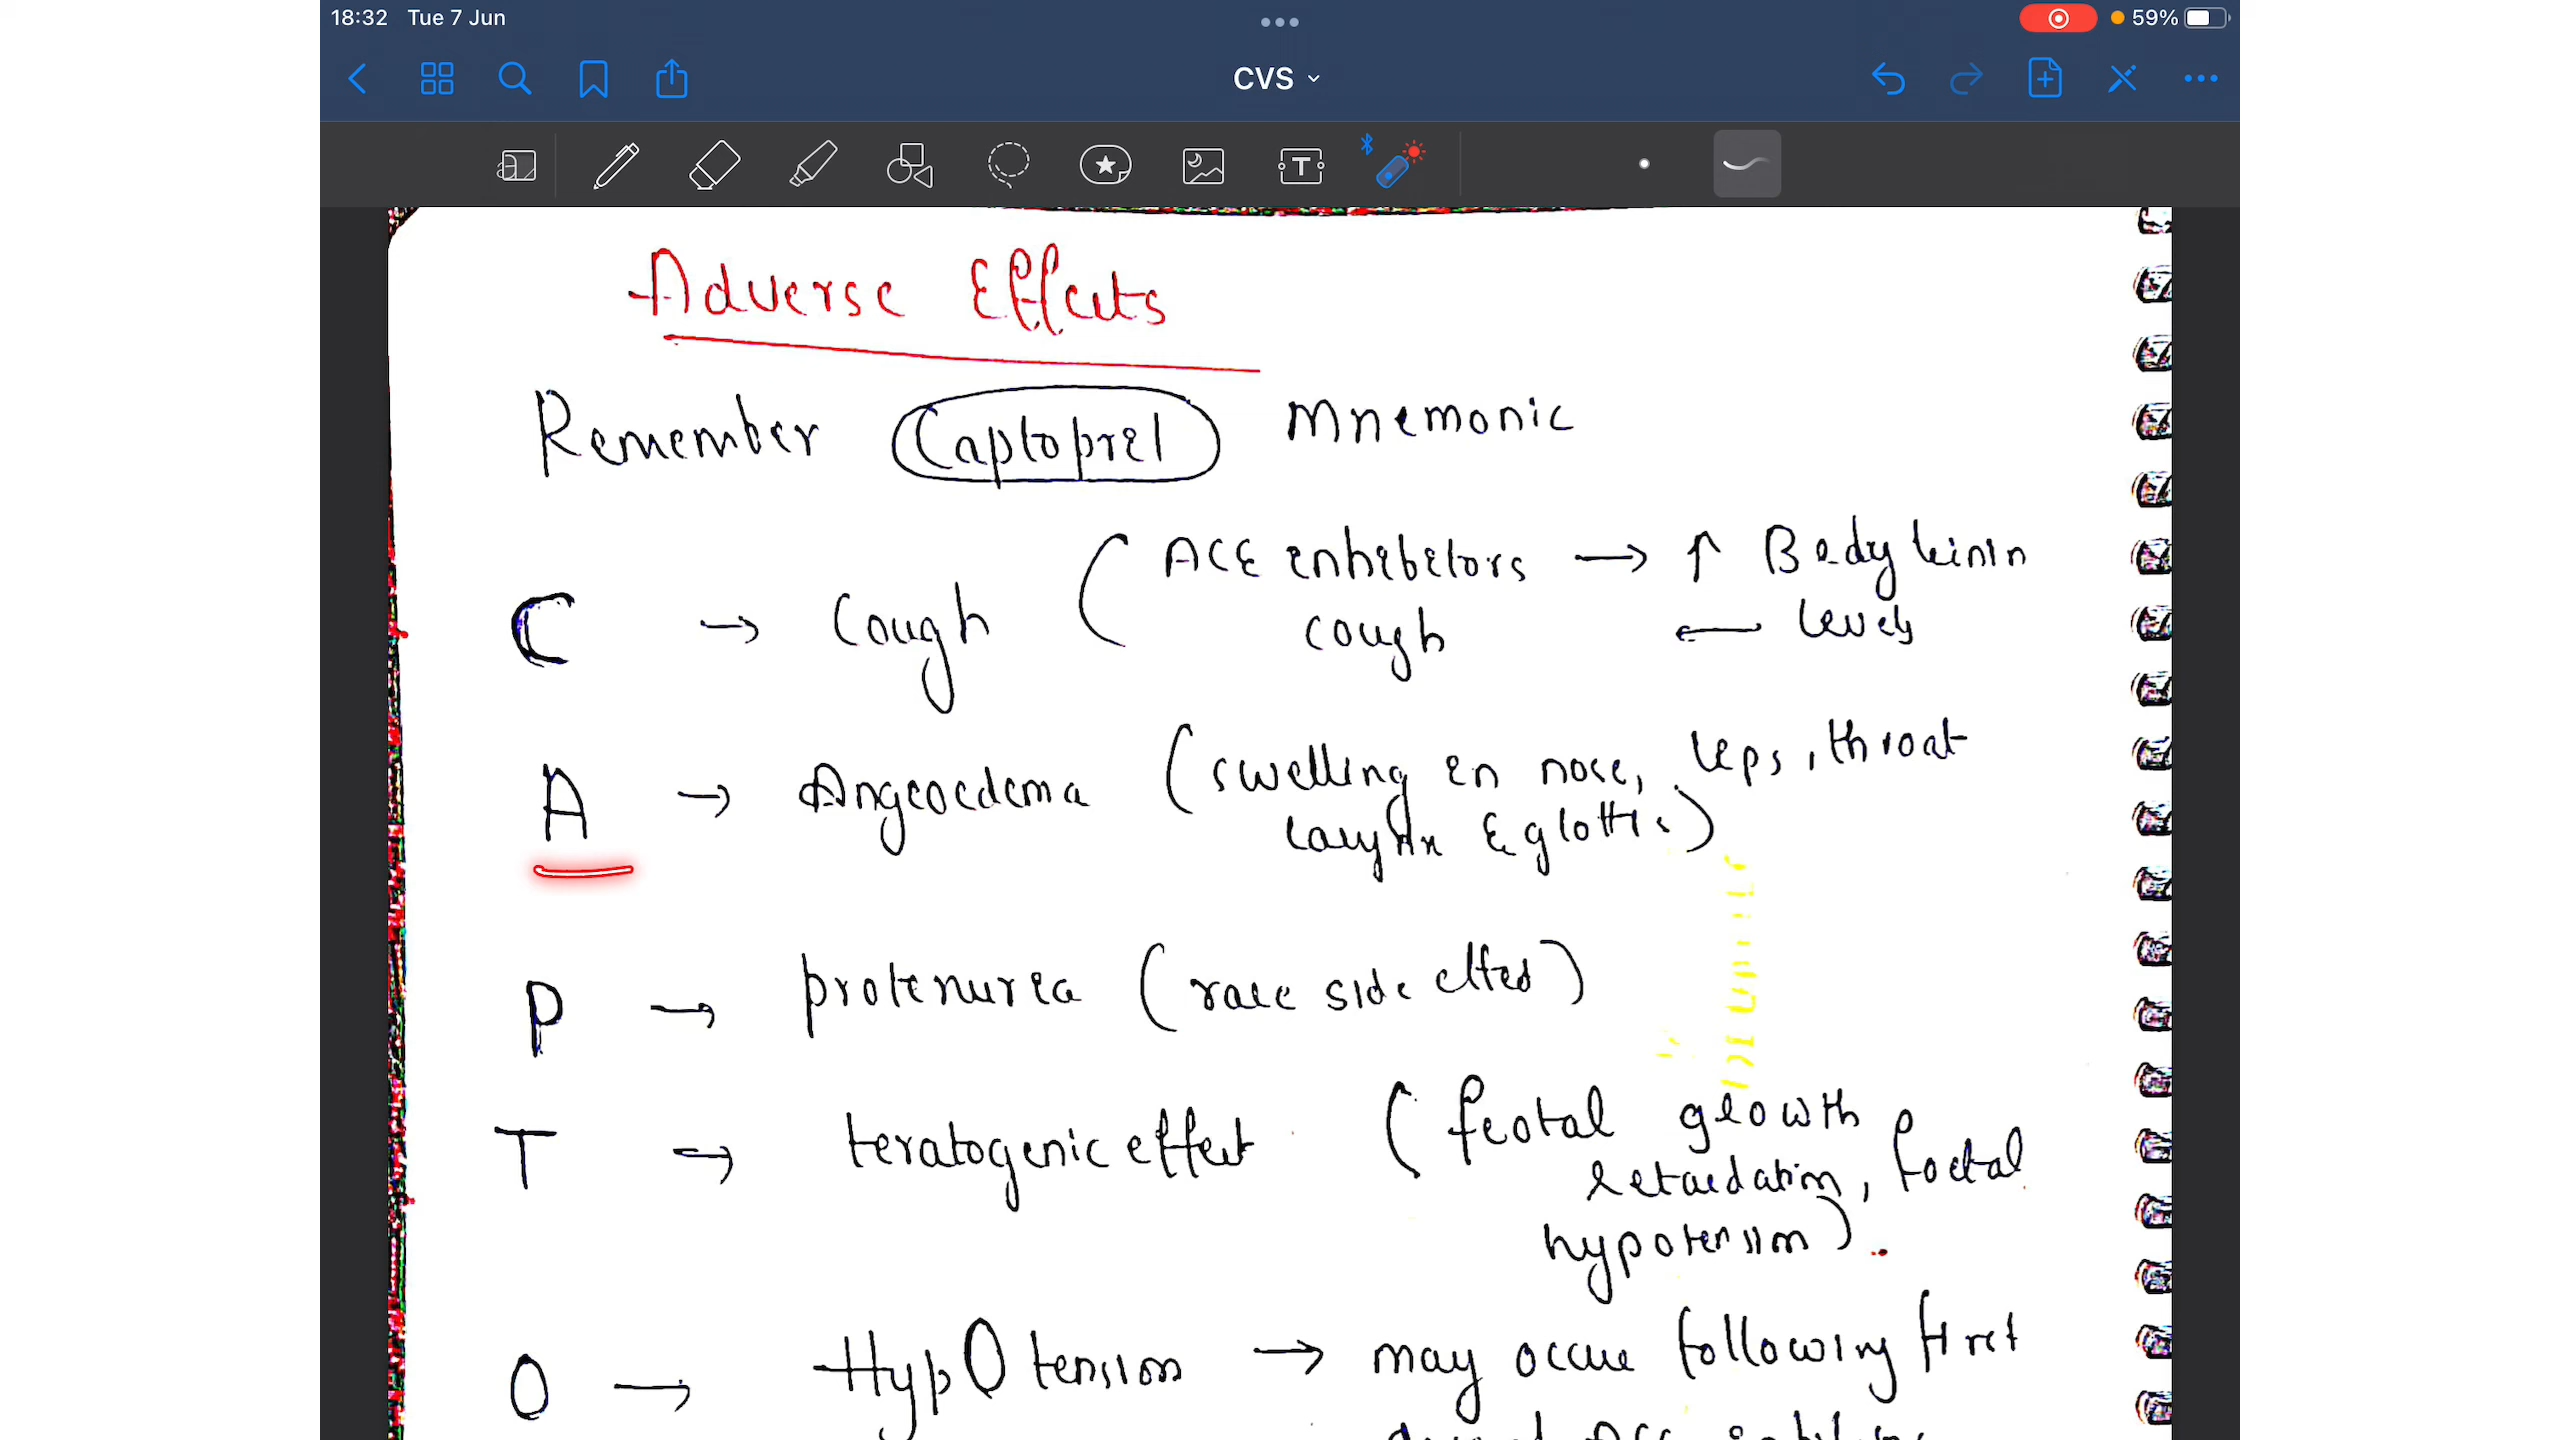 18:32 Tue 7 Jun
59%
CVS
Adverse Effects
Remember Captopril Mnemonic
C → Cough ( ACE inhibitors → ↑ Bradykinin
cough ← levels
A → Angioedema ( swelling in nose, lips, throat
larynx & glottis)
P → protenuria (rare side effect)
T → teratogenic effect ( feotal growth
retardation, foetal
hypotension).
O → HypOtension → may occur following first